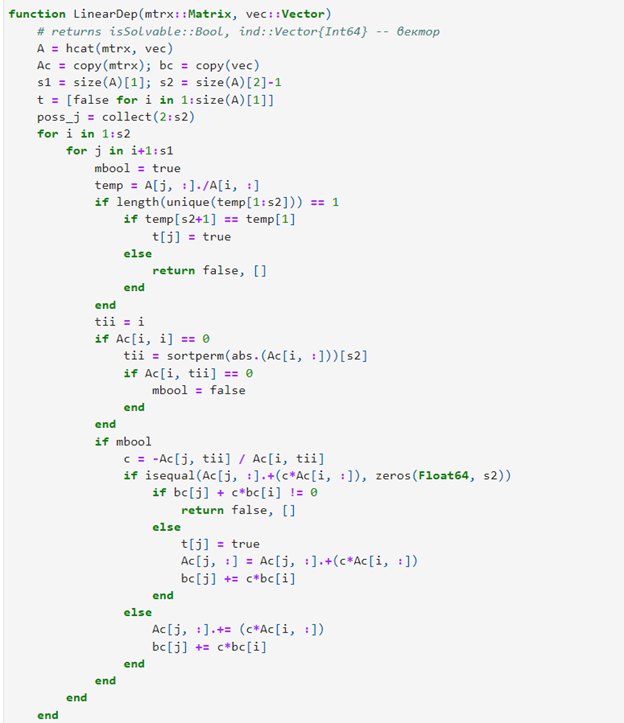 function LinearDep(mtrx::Matrix, vec::Vector)
    # returns isSolvable::Bool, ind::Vector{Int64} -- вектор
    A = hcat(mtrx, vec)
    Ac = copy(mtrx); bc = copy(vec)
    s1 = size(A)[1]; s2 = size(A)[2]-1
    t = [false for i in 1:size(A)[1]]
    poss_j = collect(2:s2)
    for i in 1:s2
        for j in i+1:s1
            mbool = true
            temp = A[j, :]./A[i, :]
            if length(unique(temp[1:s2])) == 1
                if temp[s2+1] == temp[1]
                    t[j] = true
                else
                    return false, []
                end
            end
            tii = i
            if Ac[i, i] == 0
                tii = sortperm(abs.(Ac[i, :]))[s2]
                if Ac[i, tii] == 0
                    mbool = false
                end
            end
            if mbool
                c = -Ac[j, tii] / Ac[i, tii]
                if isequal(Ac[j, :].+(c*Ac[i, :]), zeros(Float64, s2))
                    if bc[j] + c*bc[i] != 0
                        return false, []
                    else
                        t[j] = true
                        Ac[j, :] = Ac[j, :].+(c*Ac[i, :])
                        bc[j] += c*bc[i]
                    end
                else
                    Ac[j, :].+= (c*Ac[i, :])
                    bc[j] += c*bc[i]
                end
            end
        end
    end